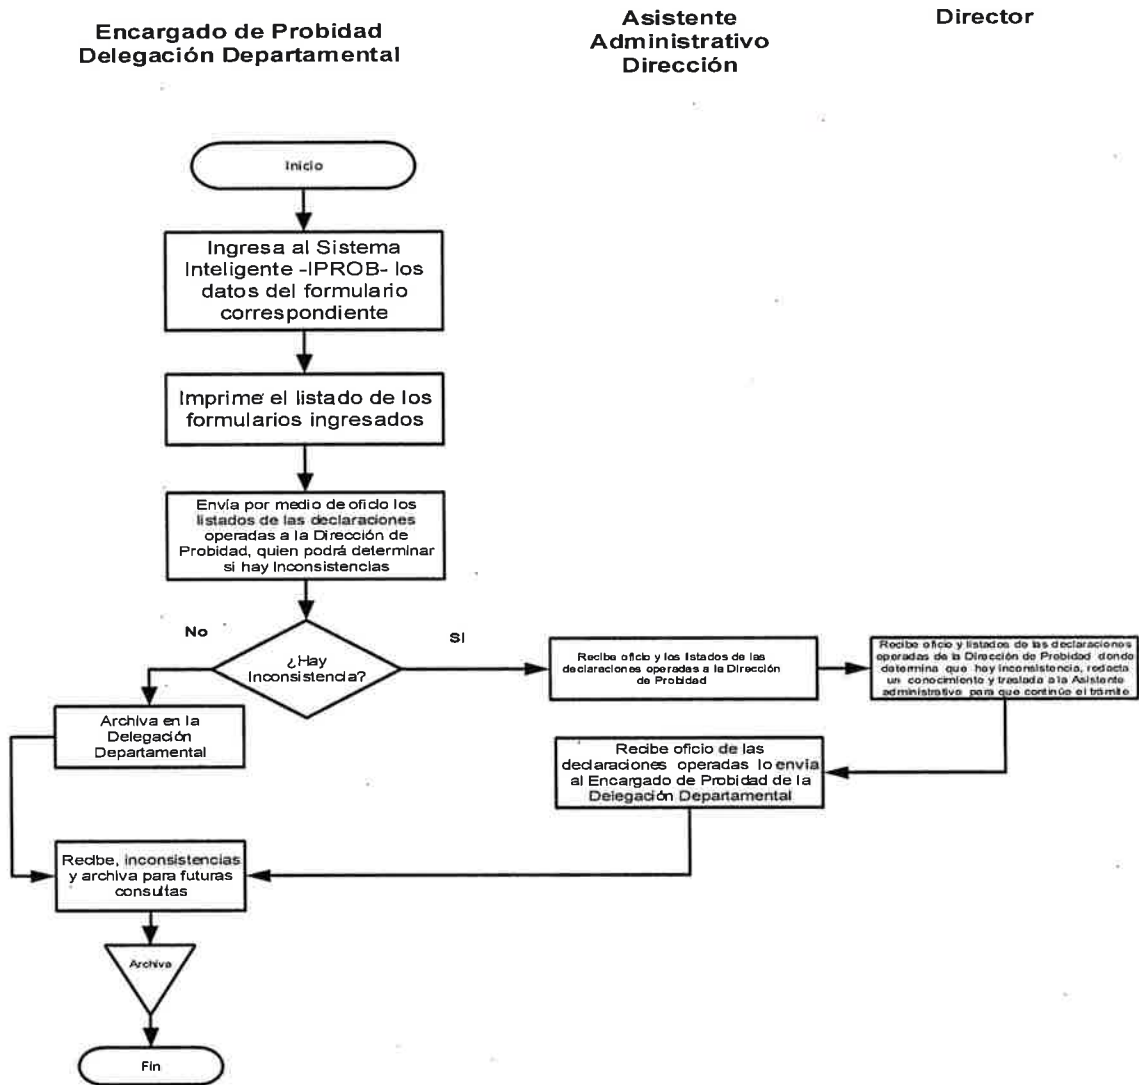 Encargado de Probidad
Delegación Departamental
Asistente
Administrativo
Dirección
Director
Inicio
Ingresa al Sistema
Inteligente -IPROB- los
datos del formulario
correspondiente
Imprime el listado de los
formularios ingresados
Envía por medio de oficio los
listados de las declaraciones
operadas a la Dirección de
Probidad, quien podrá determinar
si hay Inconsistencias
No
¿Hay
Inconsistencia?
SI
Recibe oficio y los listados de las
declaraciones operadas a la Dirección
de Probidad
Recibe oficio y listados de las declaraciones
operadas de la Dirección de Probidad donde
determina que hay inconsistencia, redacta
un conocimiento y traslada a la Asistente
administrativo para que continúe el trámite
Archiva en la
Delegación
Departamental
Recibe oficio de las
declaraciones operadas lo envía
al Encargado de Probidad de la
Delegación Departamental
Recibe, inconsistencias
y archiva para futuras
consultas
Archiva
Fin